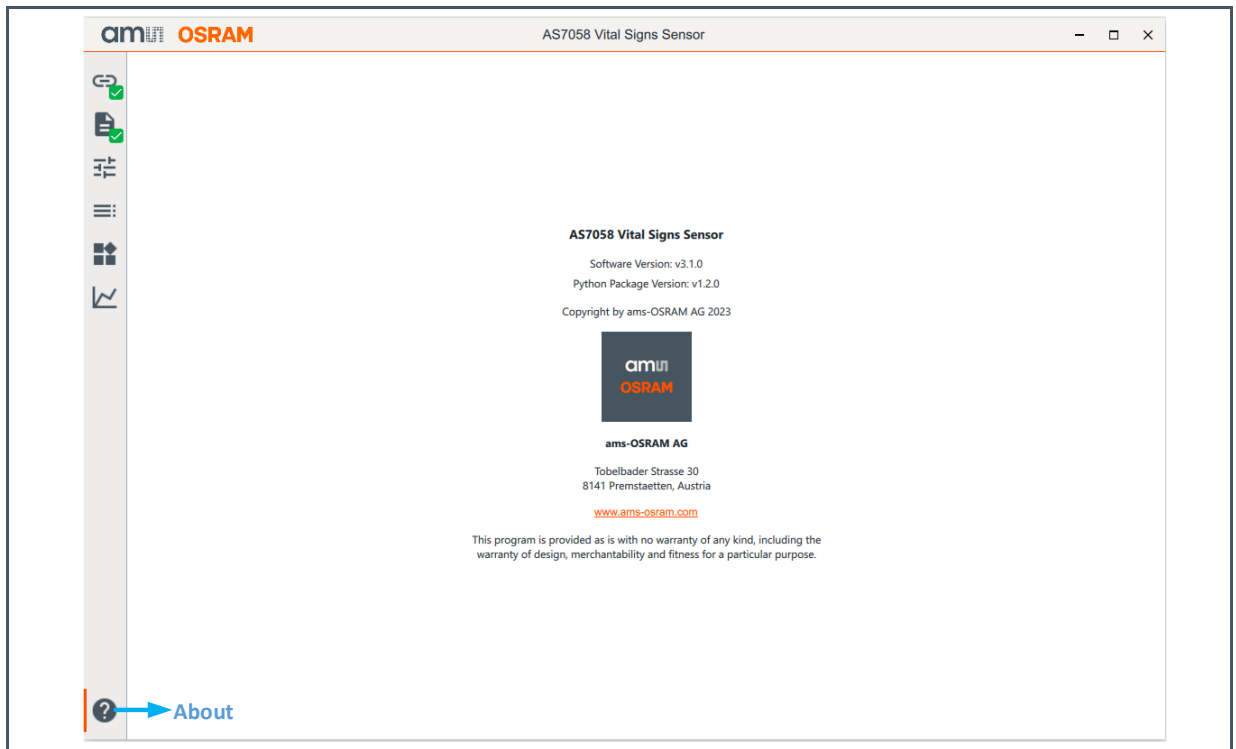 amu OSRAM
AS7058 Vital Signs Sensor
AS7058 Vital Signs Sensor
Software Version: v3.1.0
Python Package Version: v1.2.0
Copyright by ams-OSRAM AG 2023
amu
OSRAM
ams-OSRAM AG
Tobelbader Strasse 30
8141 Premstaetten, Austria
www.ams-osram.com
This program is provided as is with no warranty of any kind, including the
warranty of design, merchantability and fitness for a particular purpose.
?
About